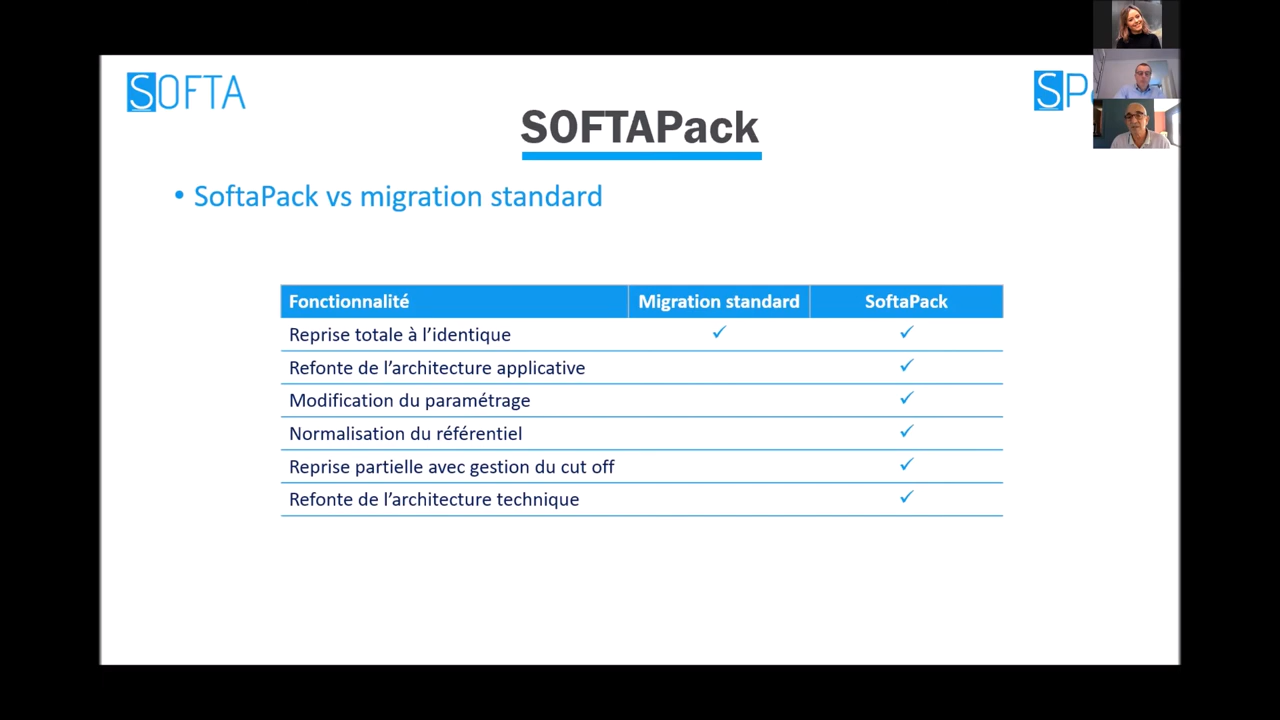 SOFTA
SP
SOFTAPack
• SoftaPack vs migration standard
Fonctionnalité Migration standard SoftaPack
Reprise totale à l’identique ✓ ✓
Refonte de l’architecture applicative ✓
Modification du paramétrage ✓
Normalisation du référentiel ✓
Reprise partielle avec gestion du cut off ✓
Refonte de l’architecture technique ✓